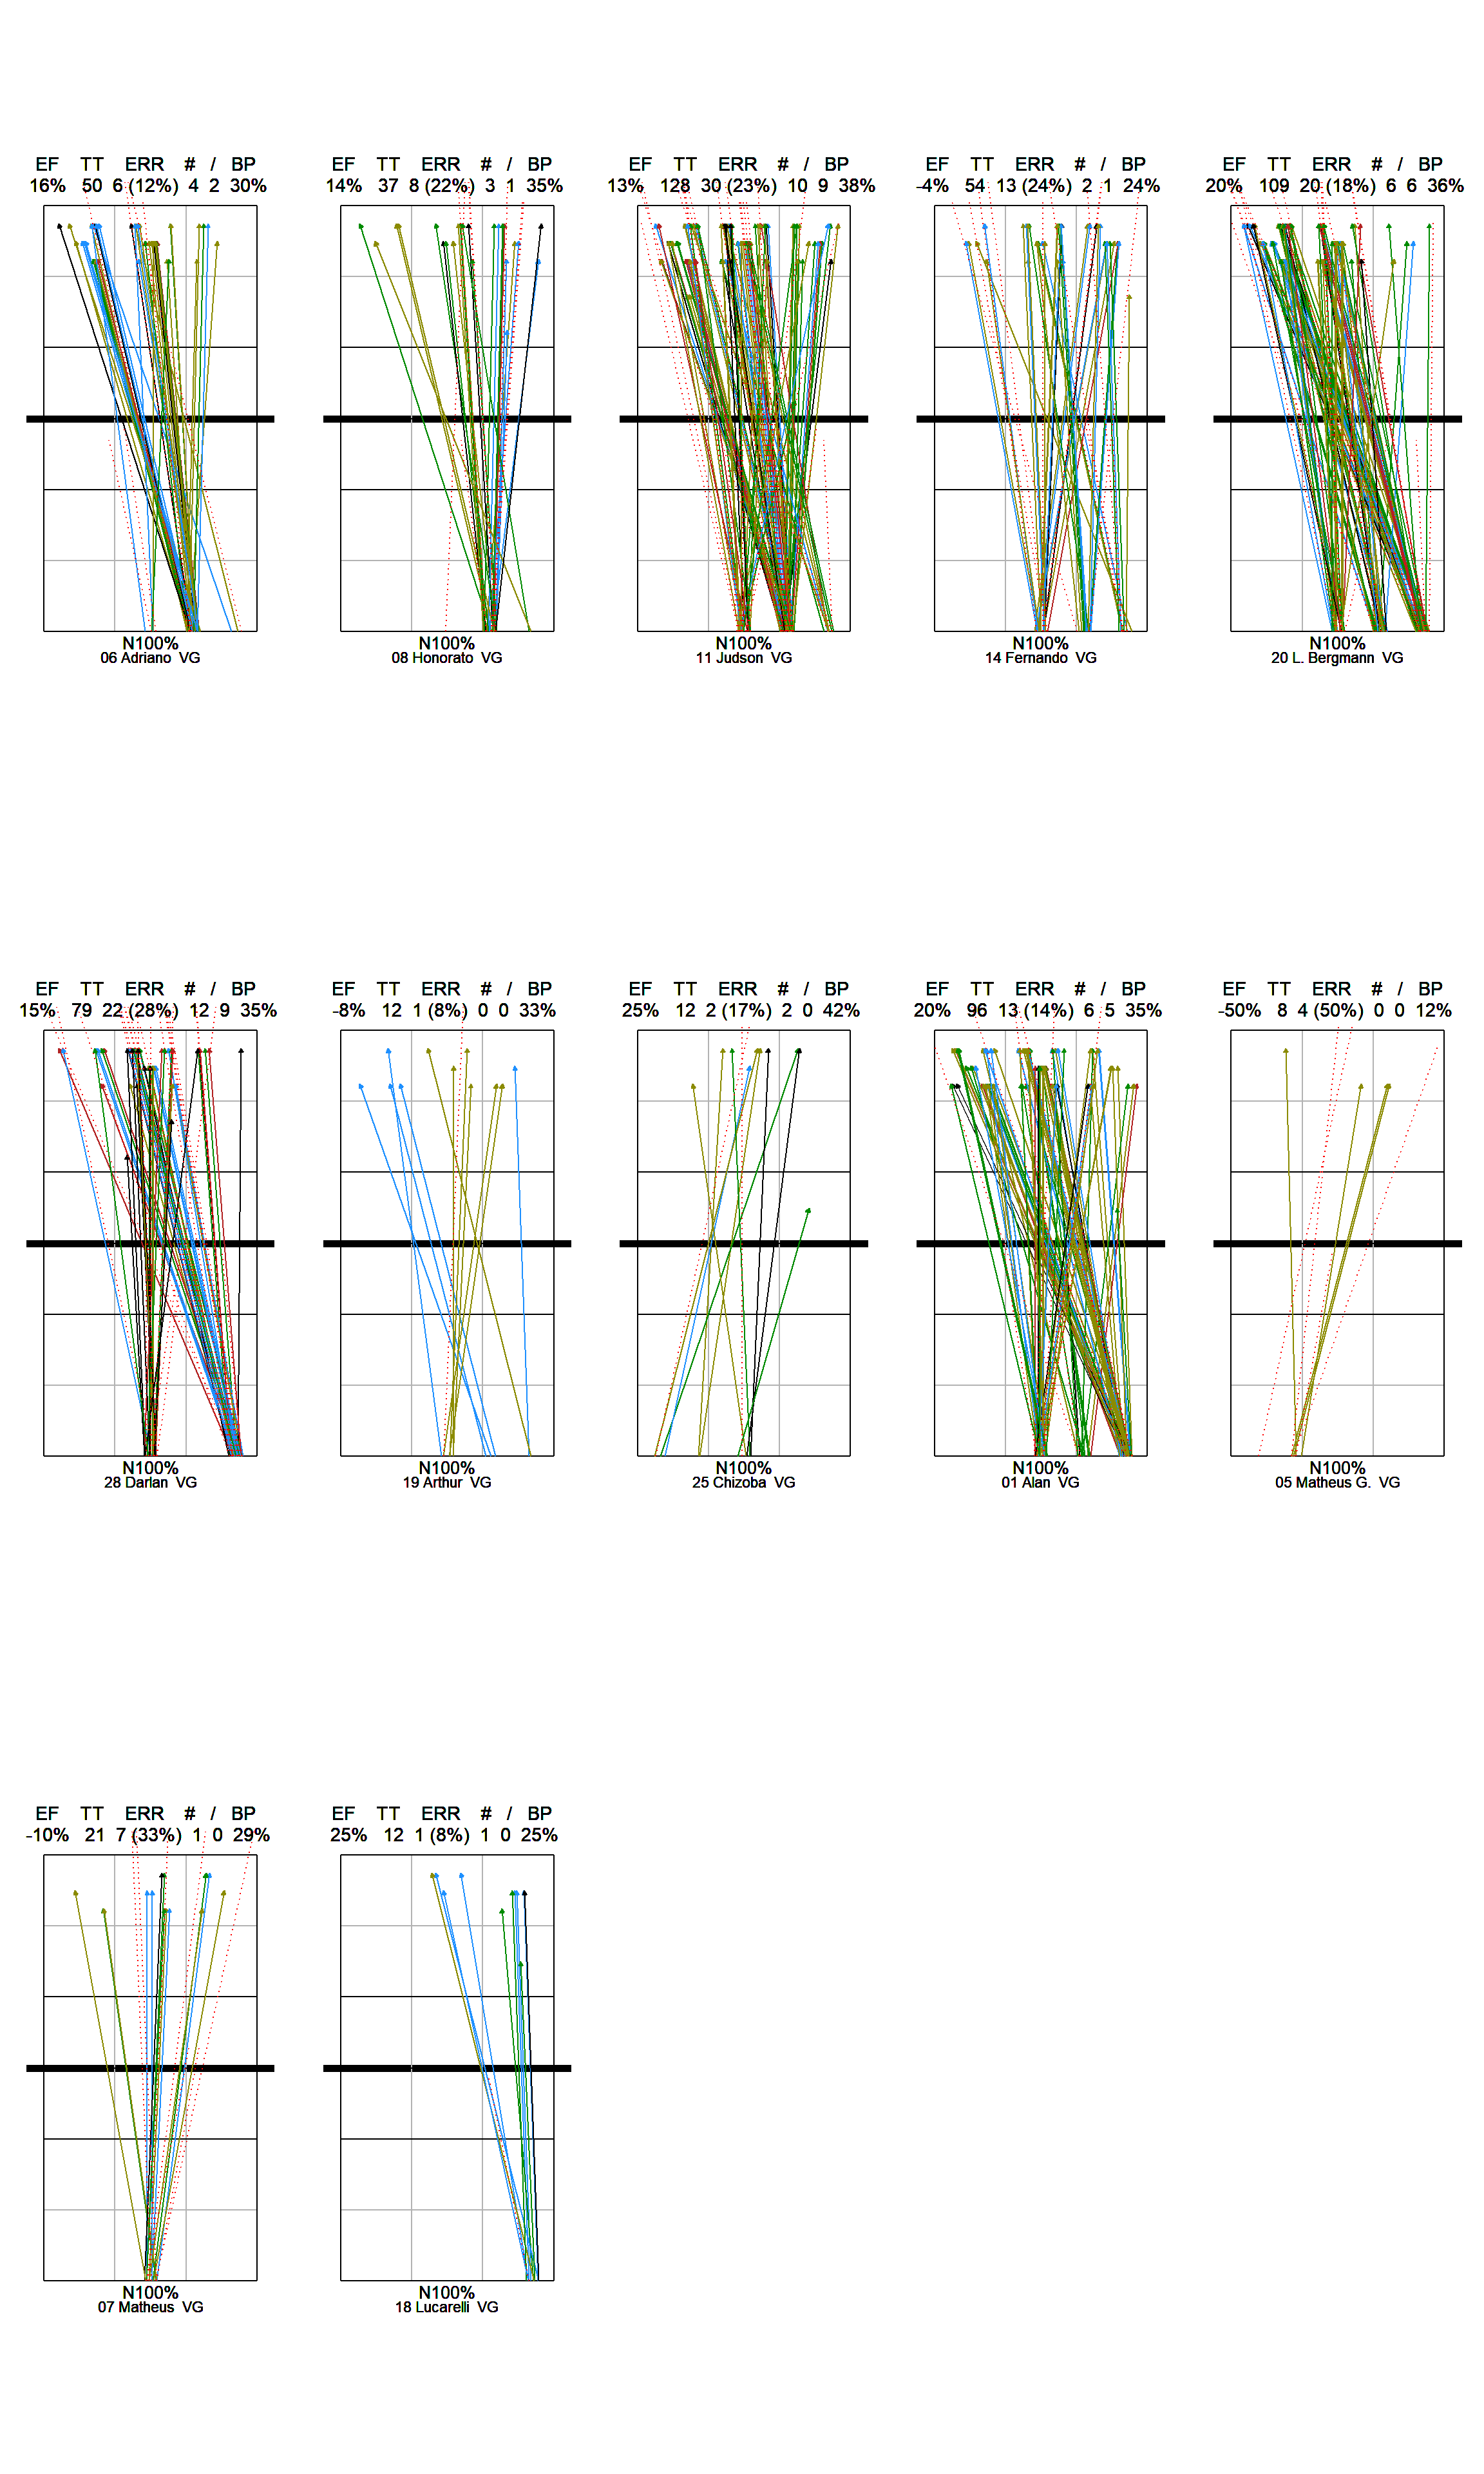 EF TT ERR # / BP
16% 50 6 (12%) 4 2 30%
N100%
06 Adriano VG
EF TT ERR # / BP
14% 37 8 (22%) 3 1 35%
N100%
08 Honorato VG
EF TT ERR # / BP
13% 128 30 (23%) 10 9 38%
N100%
11 Judson VG
EF TT ERR # / BP
-4% 54 13 (24%) 2 1 24%
N100%
14 Fernando VG
EF TT ERR # / BP
20% 109 20 (18%) 6 6 36%
N100%
20 L. Bergmann VG
EF TT ERR # / BP
15% 79 22 (28%) 12 9 35%
N100%
28 Darlan VG
EF TT ERR # / BP
-8% 12 1 (8%) 0 0 33%
N100%
19 Arthur VG
EF TT ERR # / BP
25% 12 2 (17%) 2 0 42%
N100%
25 Chizoba VG
EF TT ERR # / BP
20% 96 13 (14%) 6 5 35%
N100%
01 Alan VG
EF TT ERR # / BP
-50% 8 4 (50%) 0 0 12%
N100%
05 Matheus G. VG
EF TT ERR # / BP
-10% 21 7 (33%) 1 0 29%
N100%
07 Matheus VG
EF TT ERR # / BP
25% 12 1 (8%) 1 0 25%
N100%
18 Lucarelli VG